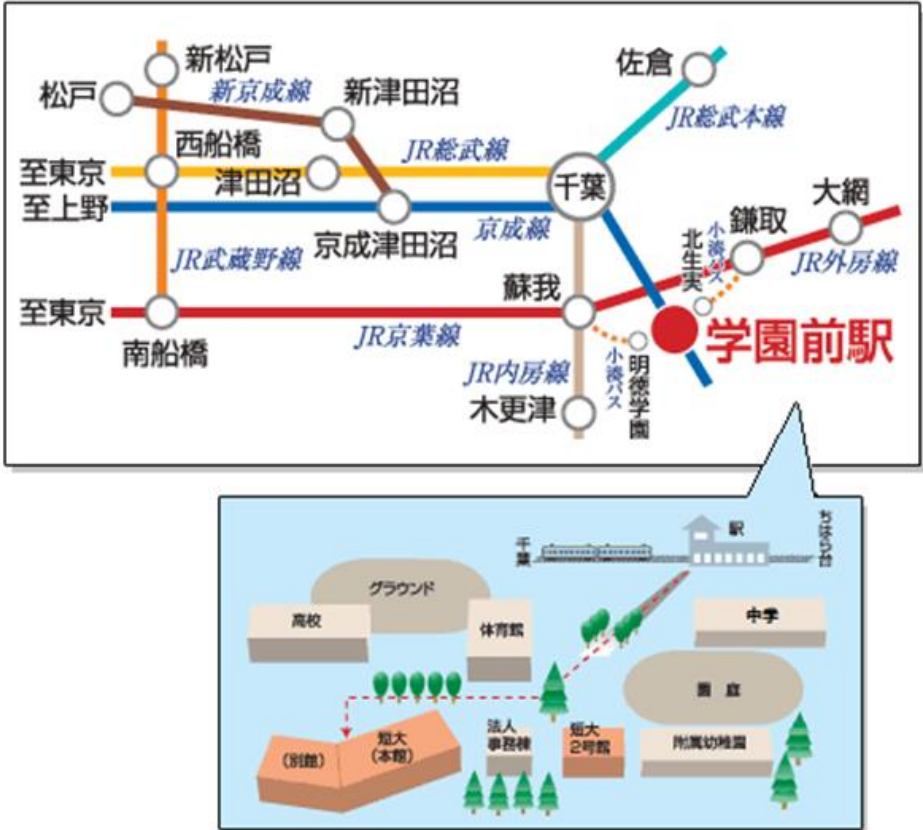 新松戸
松戸
新京成線
新津田沼
佐倉
JR総武本線
西船橋
JR総武線
至東京
津田沼
千葉
至上野
京成津田沼
京成線
大網
鎌取
小湊バス
北生実
JR外房線
JR武蔵野線
蘇我
至東京
南船橋
JR京葉線
学園前駅
JR内房線
小湊バス
明徳学園
木更津
千葉
駅
ちはら台
グラウンド
高校
体育館
中学
園庭
(別館)
短大
(本館)
法人
事務棟
短大
2号館
附属幼稚園